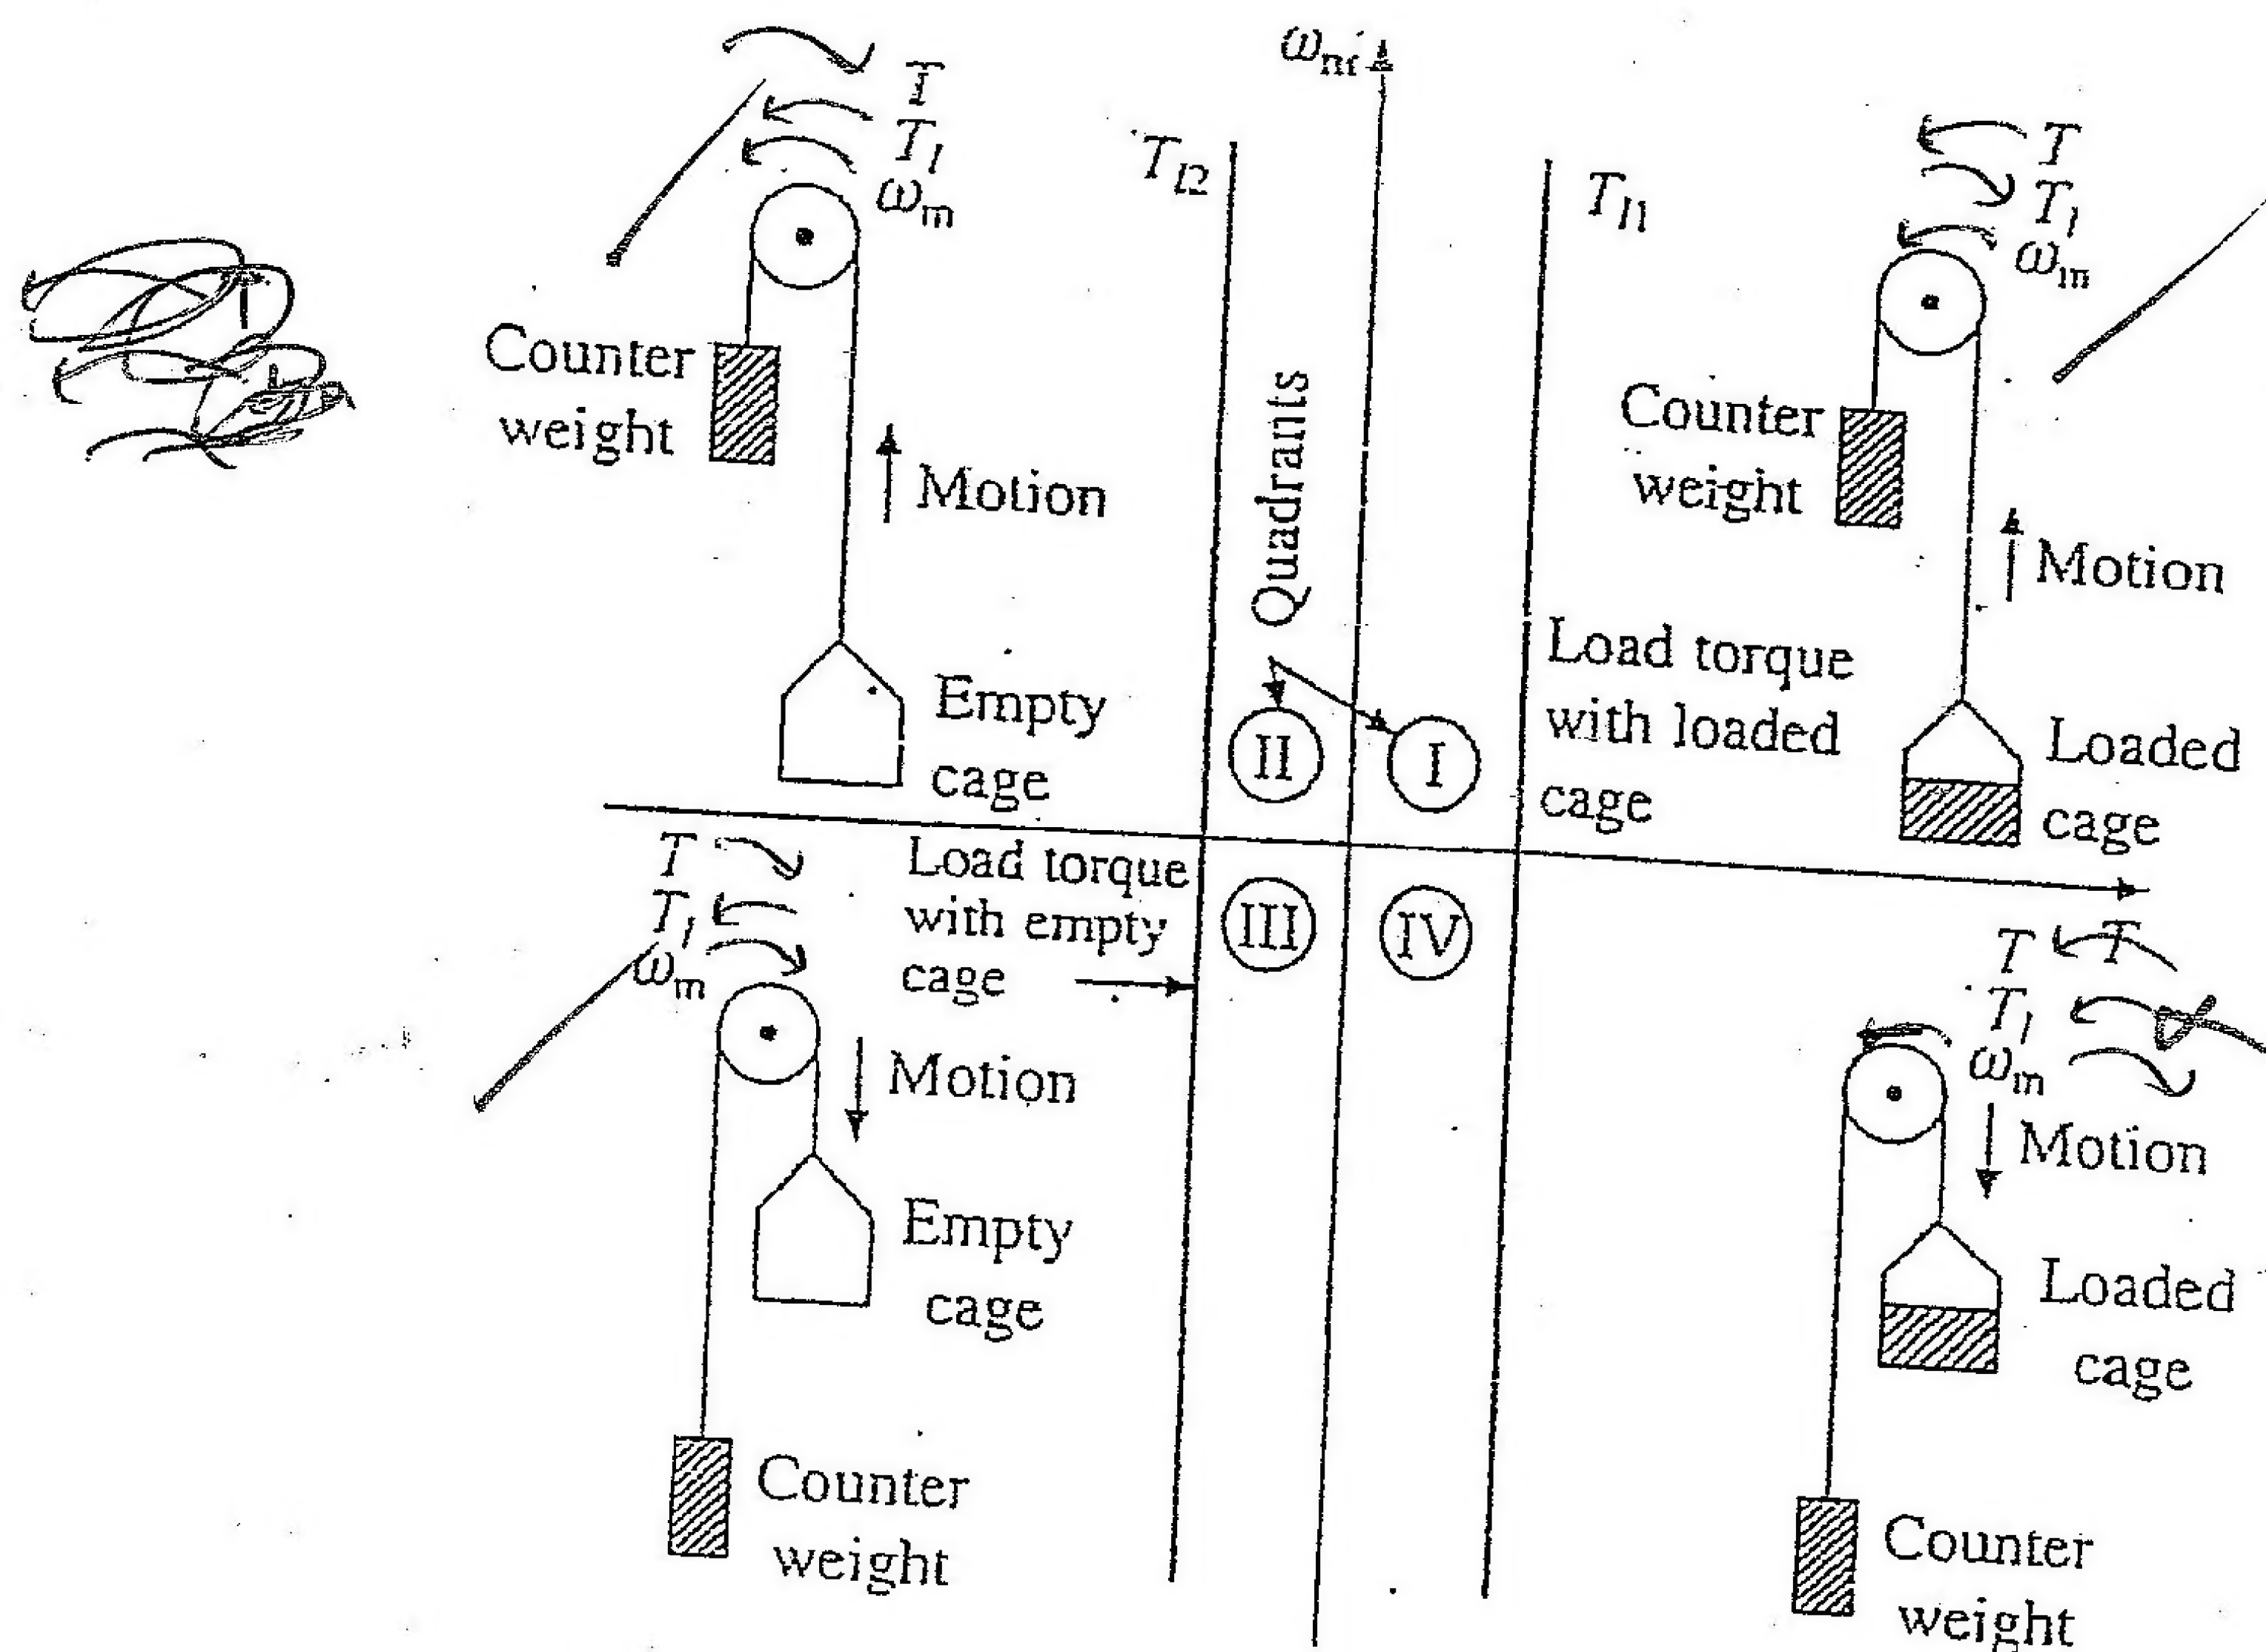 T
T_l
ω_m
Counter
weight
Motion
Empty
cage
T_l2
ω_m
Quadrants
II
I
T_l1
Load torque
with loaded
cage
T
T_l
ω_m
Counter
weight
Motion
Loaded
cage
T
T_l
ω_m
Load torque
with empty
cage
Motion
Empty
cage
Counter
weight
III
IV
T T
T_l
ω_m
Motion
Loaded
cage
Counter
weight